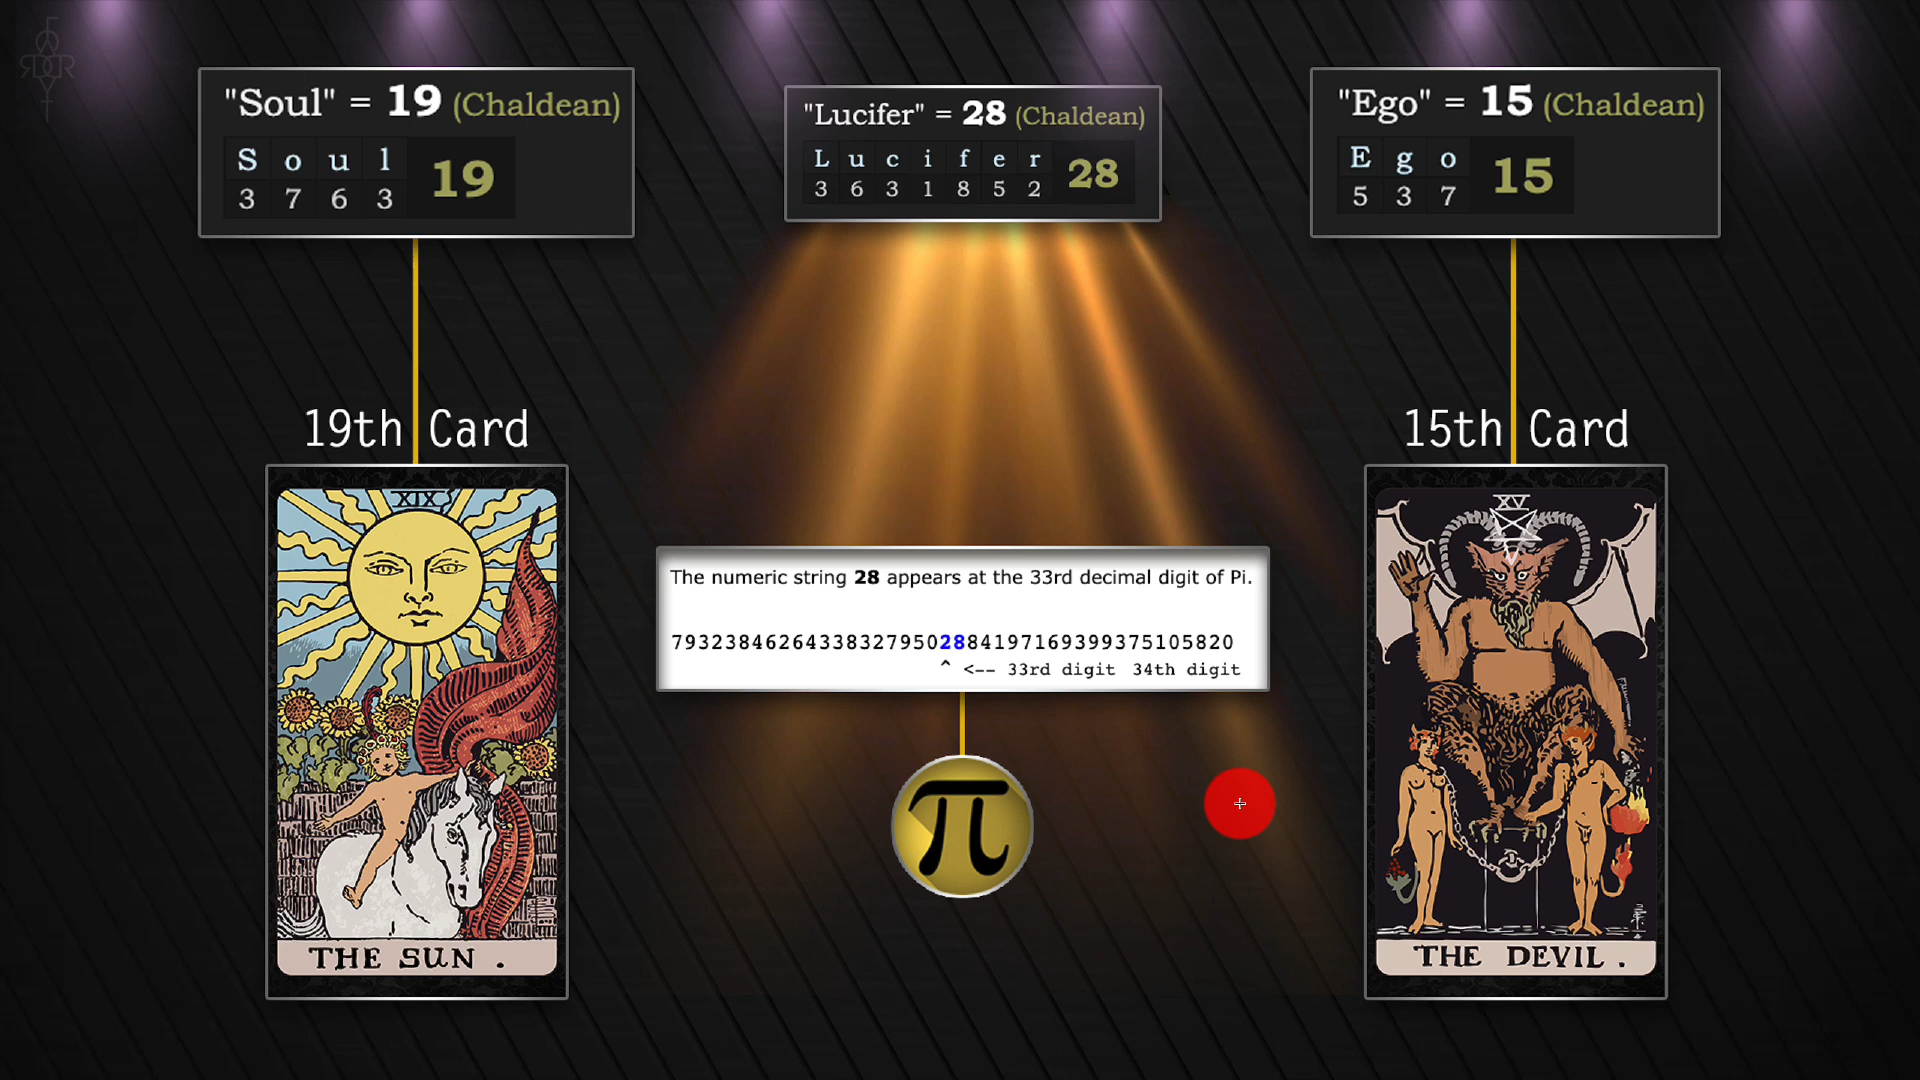 "Soul" = 19 (Chaldean)
S o u l 19
3 7 6 3
"Lucifer" = 28 (Chaldean)
L u c i f e r 28
3 6 3 1 8 5 2
"Ego" = 15 (Chaldean)
E g o 15
5 3 7
19th Card
XIX
THE SUN .
The numeric string 28 appears at the 33rd decimal digit of Pi.
793238462643383279502884197169399375105820
^ <-- 33rd digit 34th digit
π
15th Card
XV
THE DEVIL .